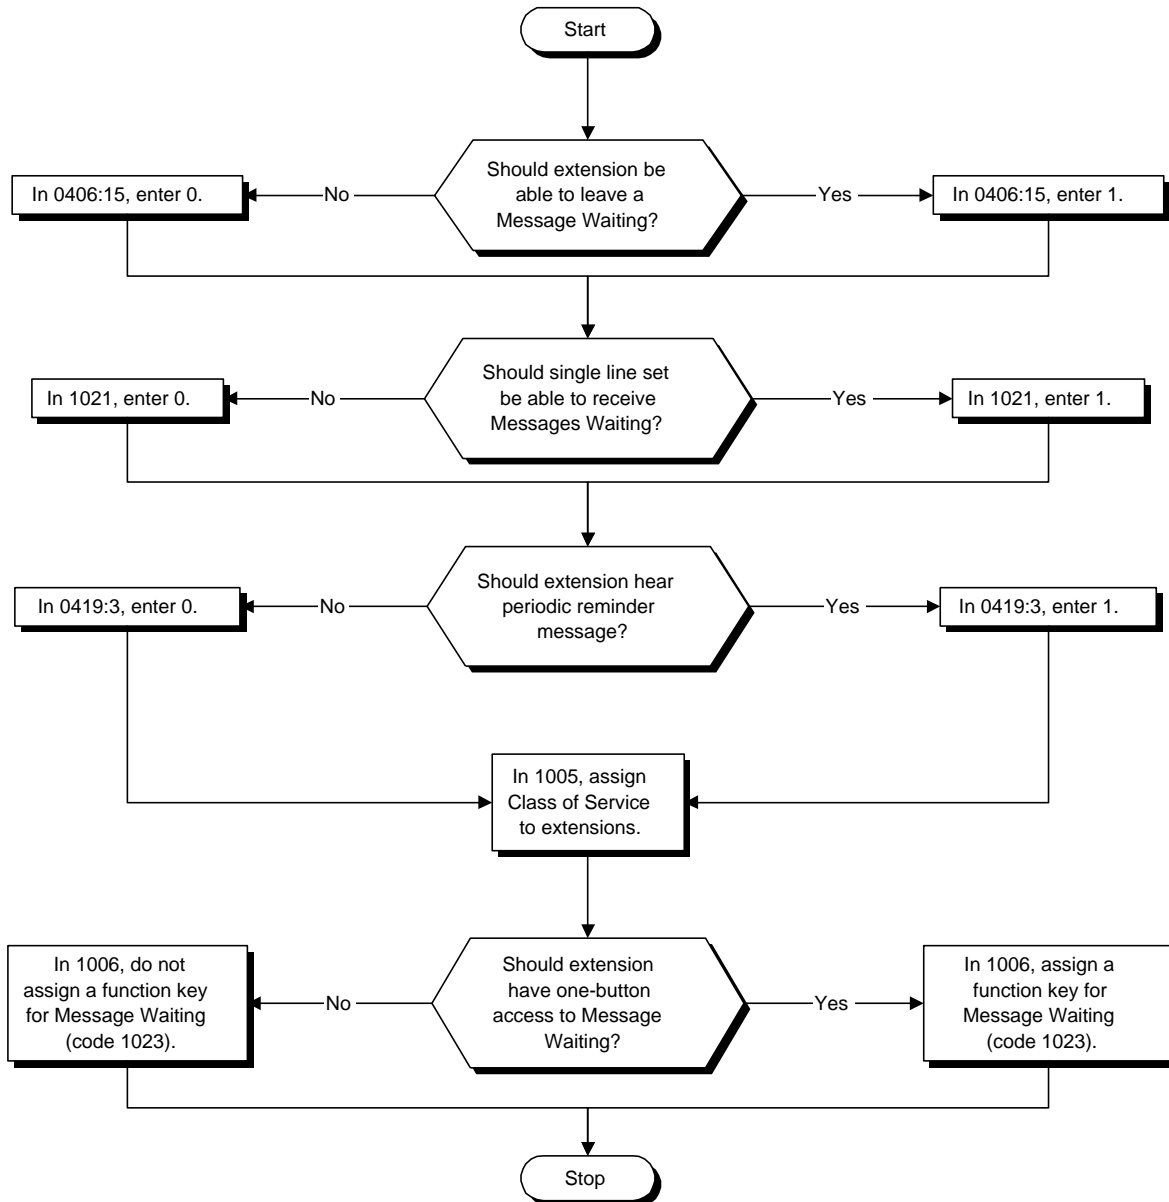 Start
Should extension be
able to leave a
Message Waiting?
No
Yes
In 0406:15, enter 0.
In 0406:15, enter 1.
Should single line set
be able to receive
Messages Waiting?
No
Yes
In 1021, enter 0.
In 1021, enter 1.
Should extension hear
periodic reminder
message?
No
Yes
In 0419:3, enter 0.
In 0419:3, enter 1.
In 1005, assign
Class of Service
to extensions.
Should extension
have one-button
access to Message
Waiting?
No
Yes
In 1006, do not
assign a function key
for Message Waiting
(code 1023).
In 1006, assign a
function key for
Message Waiting
(code 1023).
Stop